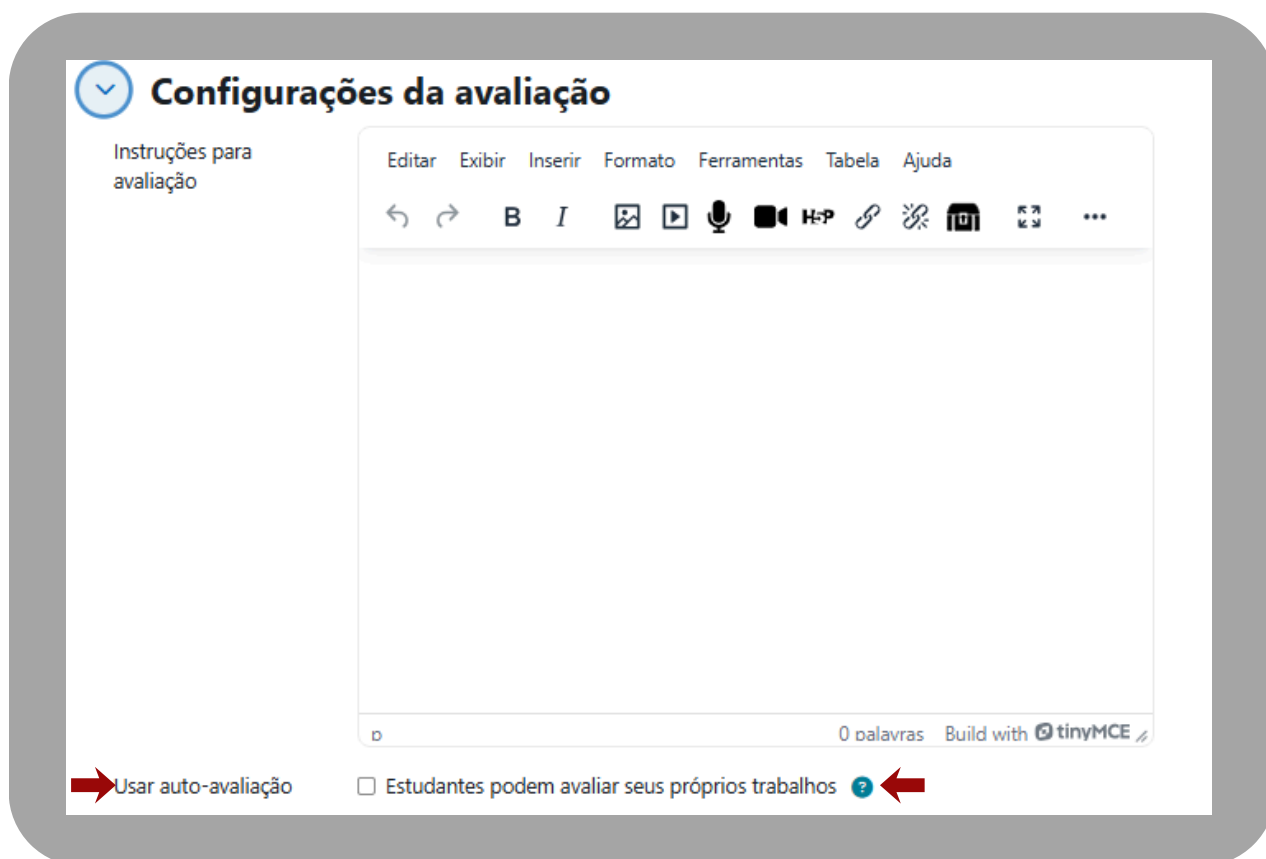 Configurações da avaliação
Instruções para
avaliação
Editar Exibir Inserir Formato Ferramentas Tabela Ajuda
B I H5P
p 0 palavras Build with tinyMCE
Usar auto-avaliação Estudantes podem avaliar seus próprios trabalhos ?